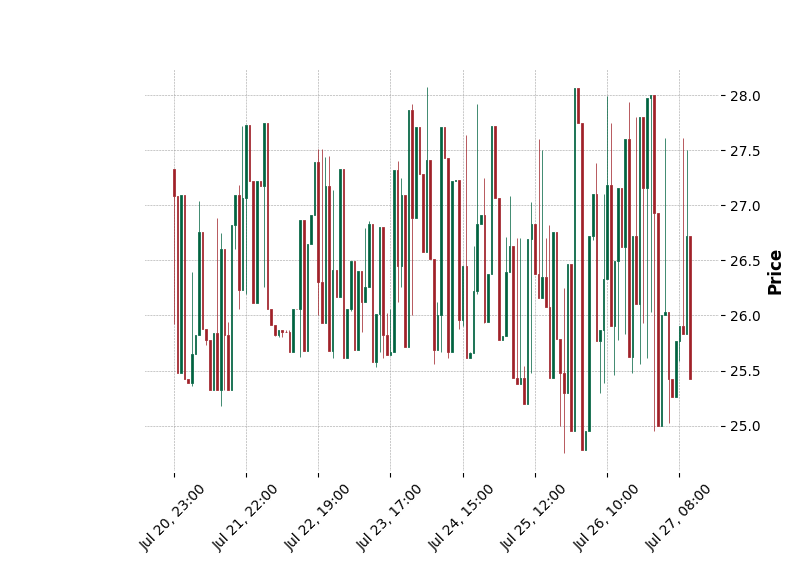 28.0
27.5
27.0
26.5
26.0
25.5
25.0
Price
Jul 20, 23:00
Jul 21, 22:00
Jul 22, 19:00
Jul 23, 17:00
Jul 24, 15:00
Jul 25, 12:00
Jul 26, 10:00
Jul 27, 08:00